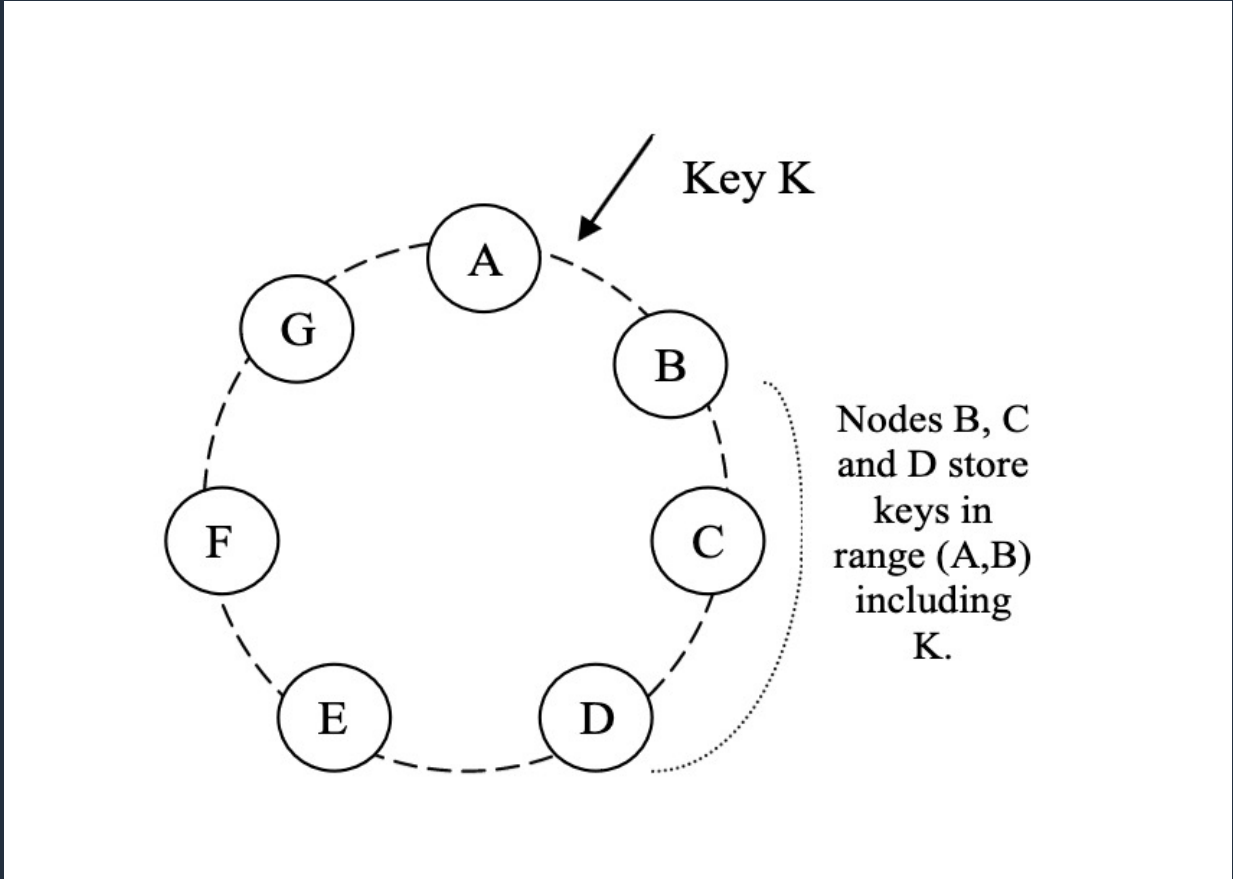 Key K
A
G
B
Nodes B, C
and D store
keys in
range (A,B)
including
K.
F
C
E
D